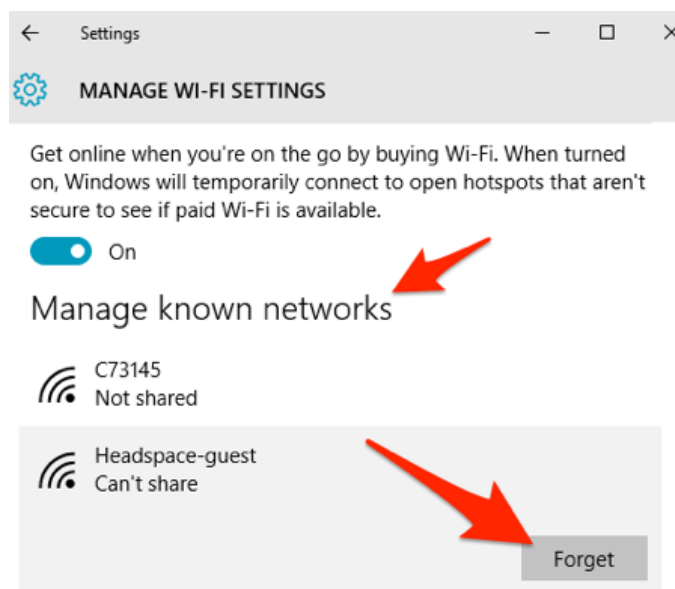 Settings
MANAGE WI-FI SETTINGS
Get online when you're on the go by buying Wi-Fi. When turned
on, Windows will temporarily connect to open hotspots that aren't
secure to see if paid Wi-Fi is available.
On
Manage known networks
C73145
Not shared
Headspace-guest
Can't share
Forget